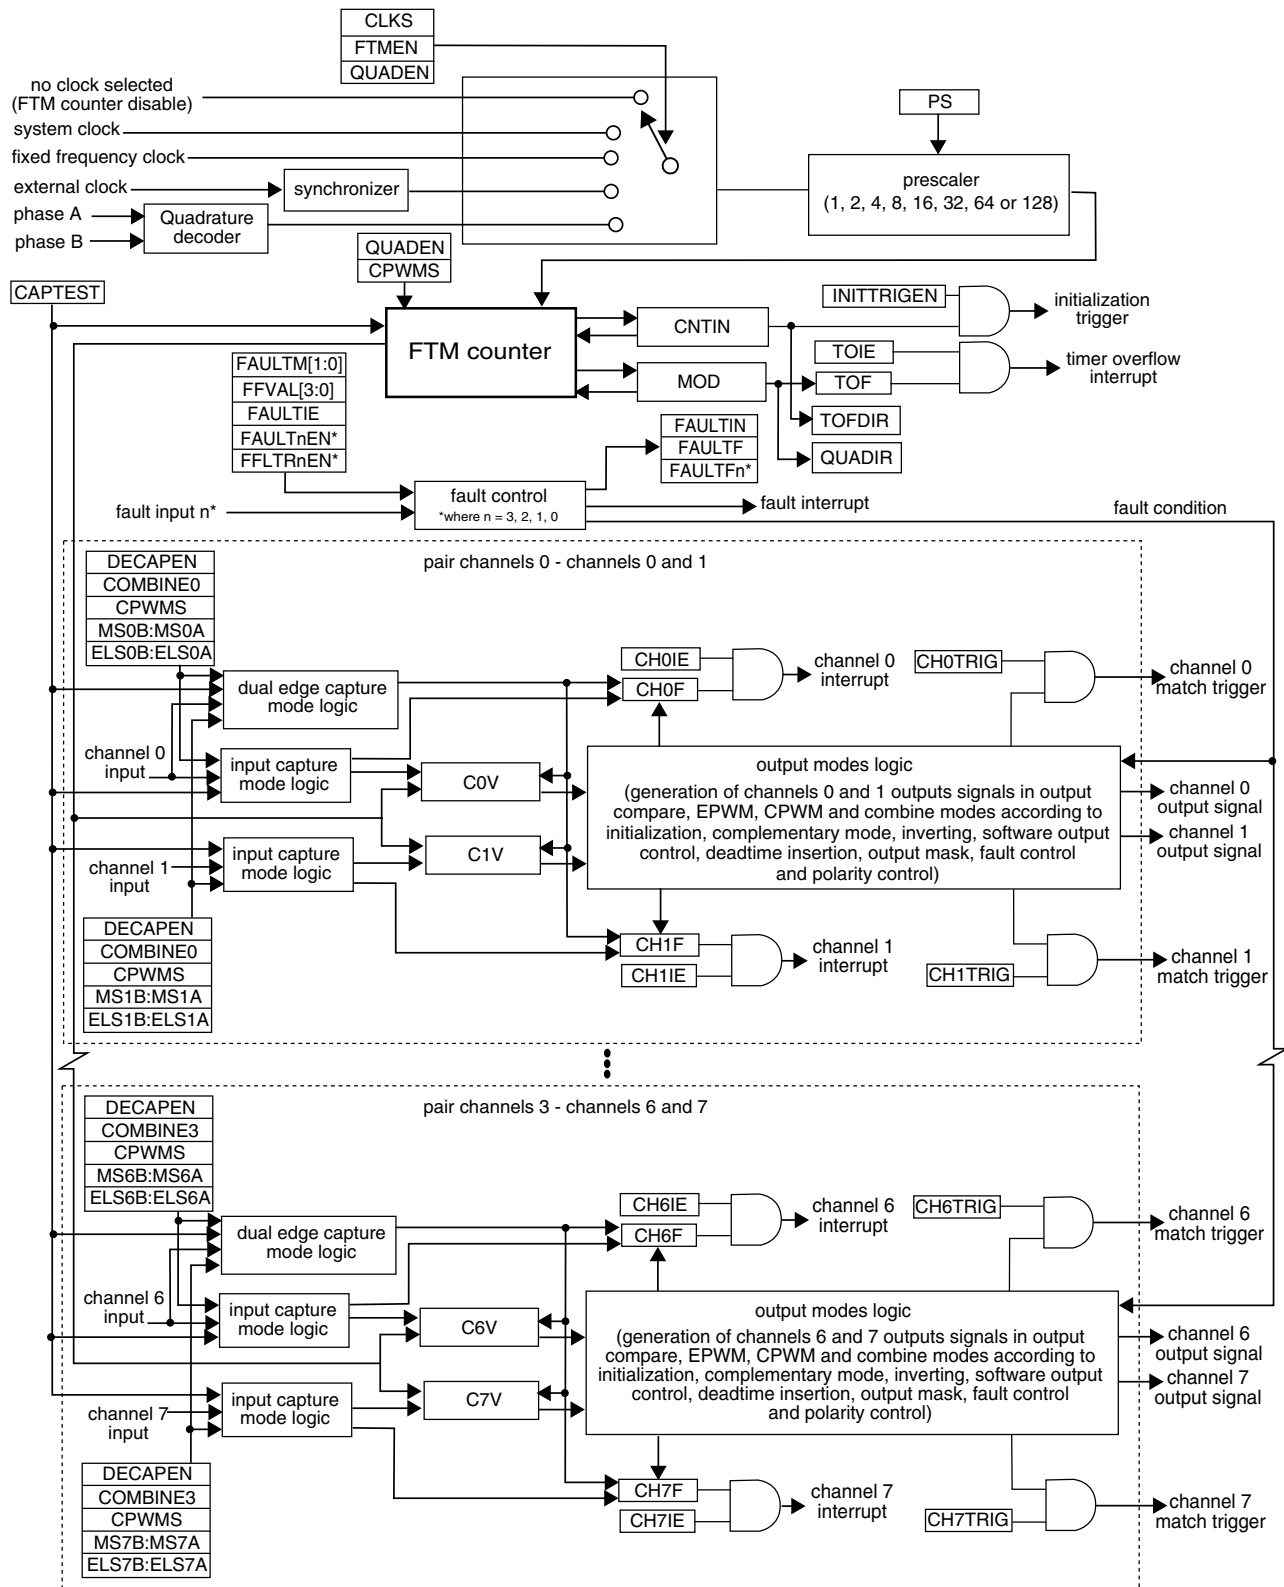 CLKS
FTMEN
QUADEN
no clock selected
(FTM counter disable)
system clock
fixed frequency clock
external clock
synchronizer
phase A
phase B
Quadrature
decoder
PS
prescaler
(1, 2, 4, 8, 16, 32, 64 or 128)
QUADEN
CPWMS
CAPTEST
FTM counter
CNTIN
MOD
INITTRIGEN
initialization
trigger
TOIE
TOF
timer overflow
interrupt
TOFDIR
QUADIR
FAULTM[1:0]
FFVAL[3:0]
FAULTIE
FAULTnEN*
FFLTRnEN*
FAULTIN
FAULTF
FAULTFn*
fault input n*
fault control
*where n = 3, 2, 1, 0
fault interrupt
fault condition
pair channels 0 - channels 0 and 1
DECAPEN
COMBINE0
CPWMS
MS0B:MS0A
ELS0B:ELS0A
dual edge capture
mode logic
channel 0
input
input capture
mode logic
channel 1
input
input capture
mode logic
DECAPEN
COMBINE0
CPWMS
MS1B:MS1A
ELS1B:ELS1A
C0V
C1V
CH0IE
CH0F
channel 0
interrupt
CH0TRIG
channel 0
match trigger
output modes logic
(generation of channels 0 and 1 outputs signals in output
compare, EPWM, CPWM and combine modes according to
initialization, complementary mode, inverting, software output
control, deadtime insertion, output mask, fault control
and polarity control)
channel 0
output signal
channel 1
output signal
CH1F
CH1IE
channel 1
interrupt
CH1TRIG
channel 1
match trigger
pair channels 3 - channels 6 and 7
DECAPEN
COMBINE3
CPWMS
MS6B:MS6A
ELS6B:ELS6A
dual edge capture
mode logic
channel 6
input
input capture
mode logic
channel 7
input
input capture
mode logic
DECAPEN
COMBINE3
CPWMS
MS7B:MS7A
ELS7B:ELS7A
C6V
C7V
CH6IE
CH6F
channel 6
interrupt
CH6TRIG
channel 6
match trigger
output modes logic
(generation of channels 6 and 7 outputs signals in output
compare, EPWM, CPWM and combine modes according to
initialization, complementary mode, inverting, software output
control, deadtime insertion, output mask, fault control
and polarity control)
channel 6
output signal
channel 7
output signal
CH7F
CH7IE
channel 7
interrupt
CH7TRIG
channel 7
match trigger